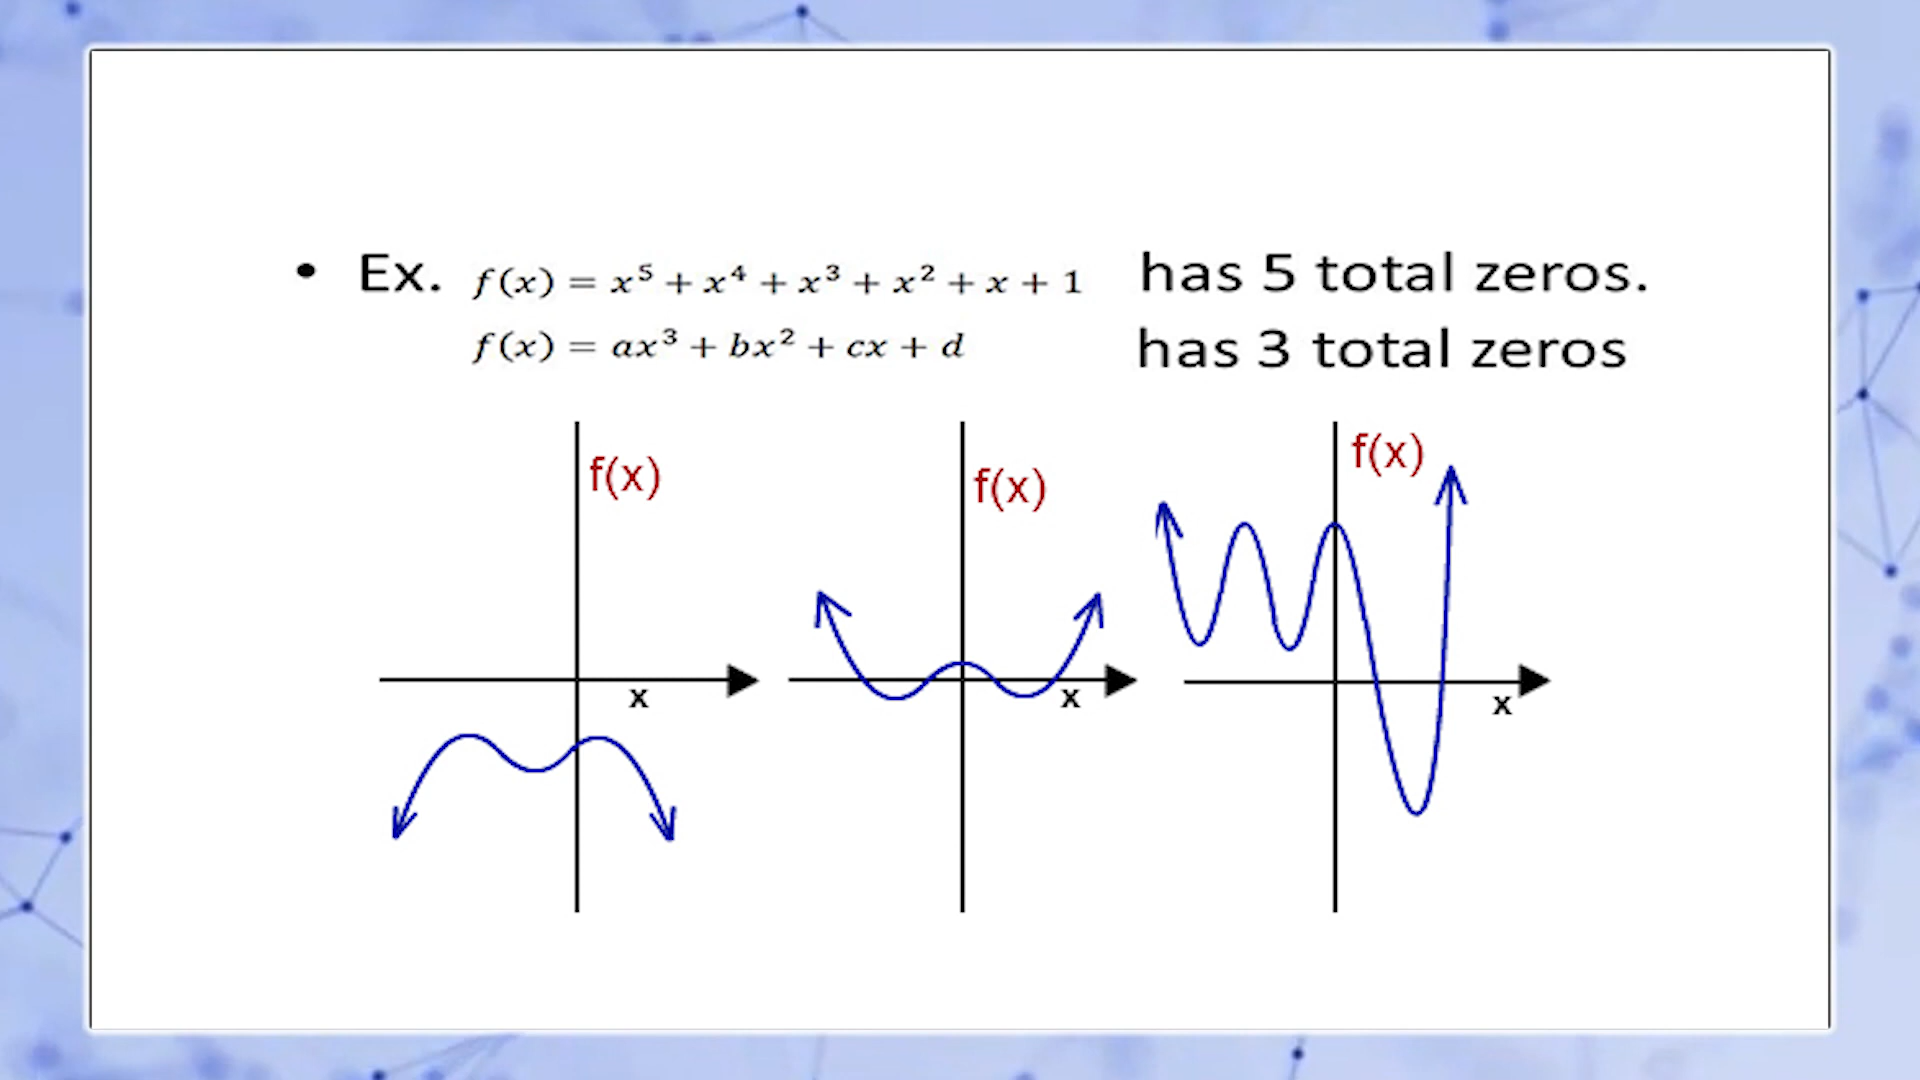 • Ex. f(x) = x⁵ + x⁴ + x³ + x² + x + 1 has 5 total zeros.
f(x) = ax³ + bx² + cx + d has 3 total zeros
f(x)
f(x)
f(x)
x
x
x